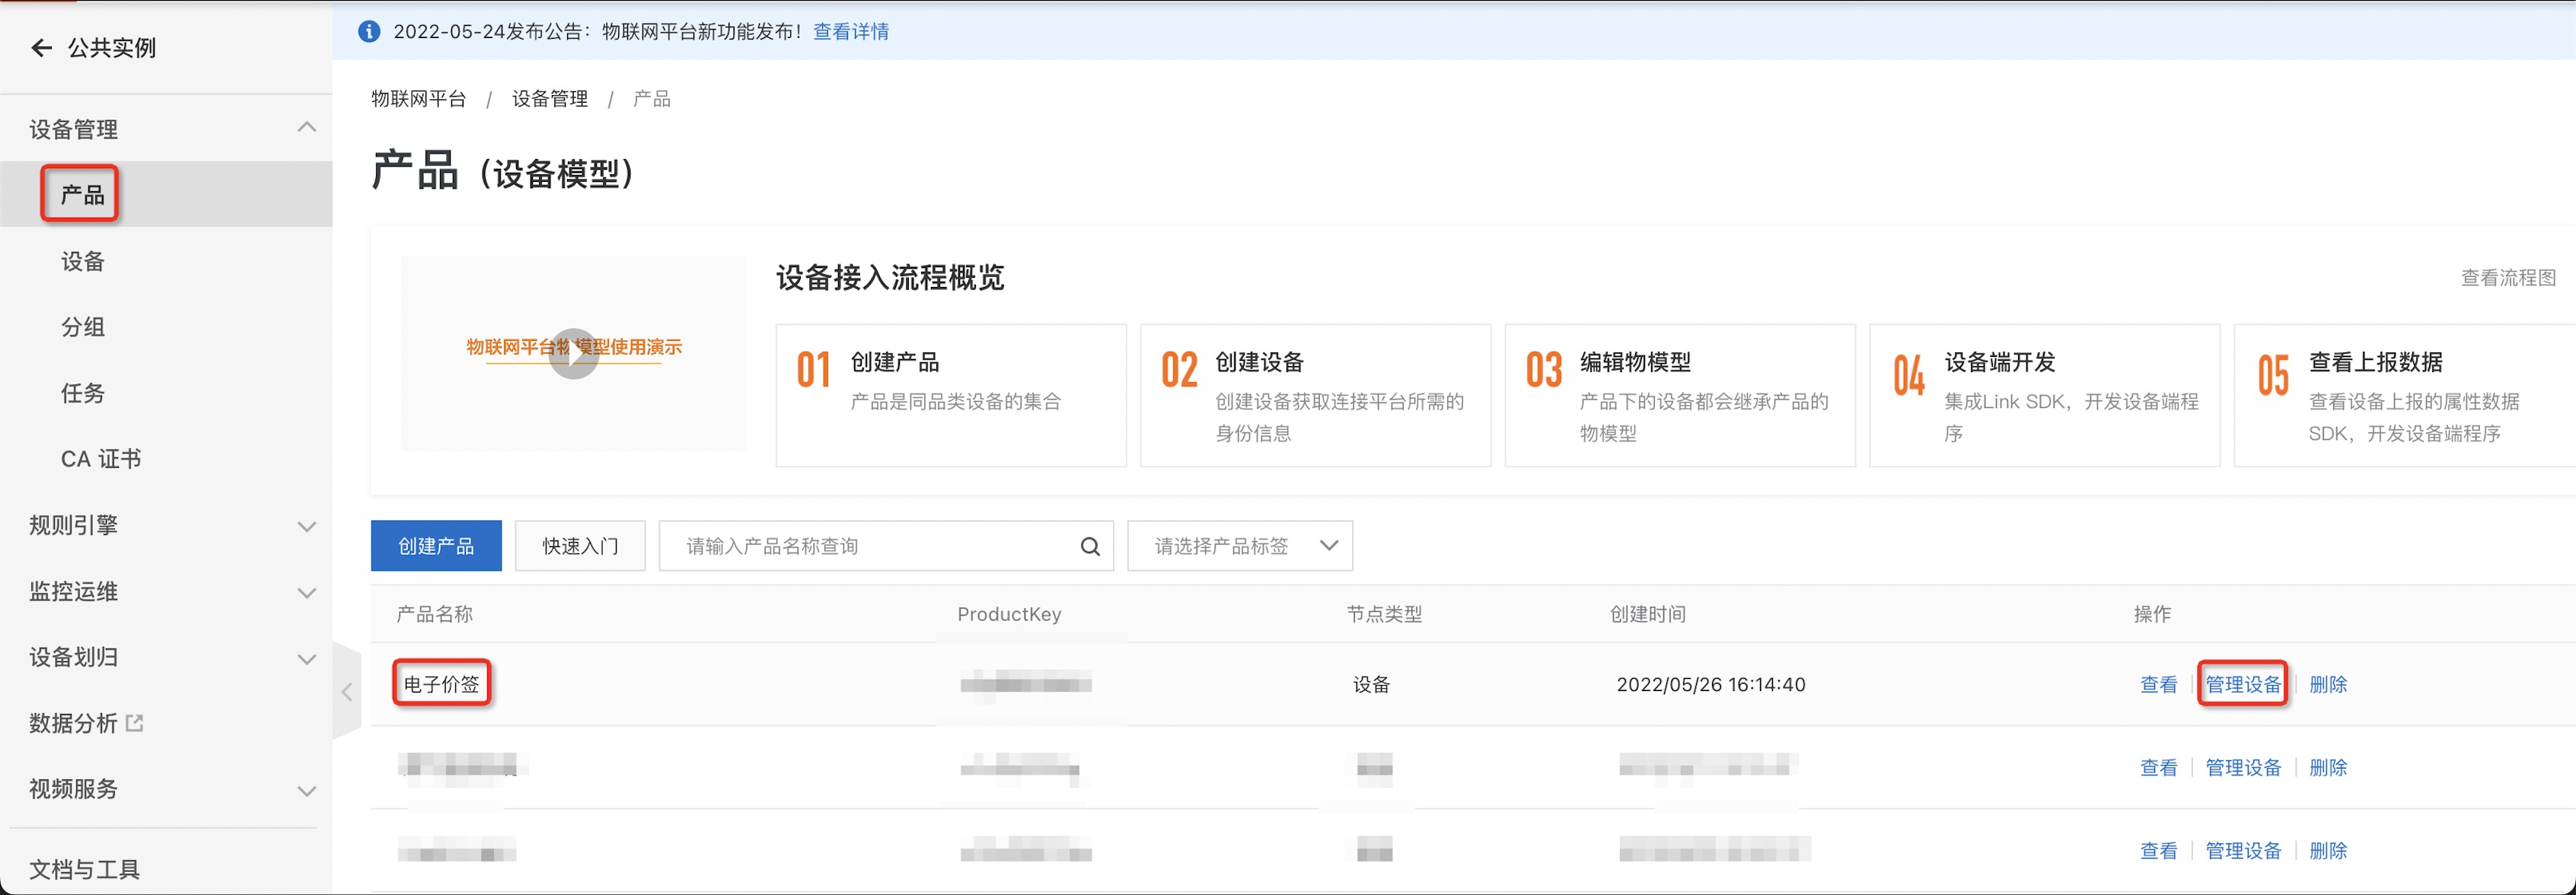 公共实例
设备管理
产品
设备
分组
任务
CA 证书
规则引擎
监控运维
设备划归
数据分析
视频服务
文档与工具
2022-05-24发布公告：物联网平台新功能发布！ 查看详情
物联网平台 / 设备管理 / 产品
产品（设备模型）
物联网平台物模型使用演示
设备接入流程概览
查看流程图
01 创建产品
产品是同品类设备的集合
02 创建设备
创建设备获取连接平台所需的
身份信息
03 编辑物模型
产品下的设备都会继承产品的
物模型
04 设备端开发
集成Link SDK，开发设备端程
序
05 查看上报数据
查看设备上报的属性数据
SDK，开发设备端程序
创建产品 快速入门 请输入产品名称查询 请选择产品标签
产品名称 ProductKey 节点类型 创建时间 操作
电子价签 设备 2022/05/26 16:14:40 查看 管理设备 删除
查看 管理设备 删除
查看 管理设备 删除